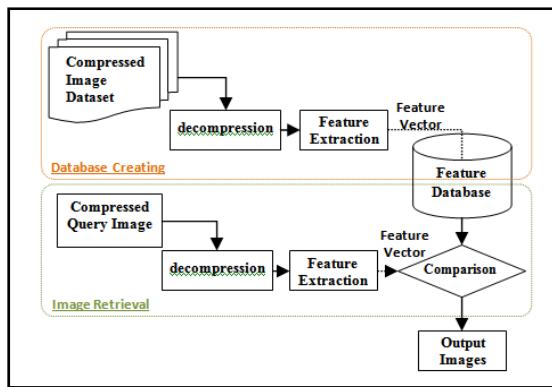 Compressed
Image
Dataset
decompression
Feature
Extraction
Feature
Vector
Feature
Database
Database Creating
Compressed
Query Image
decompression
Feature
Extraction
Feature
Vector
Comparison
Image Retrieval
Output
Images